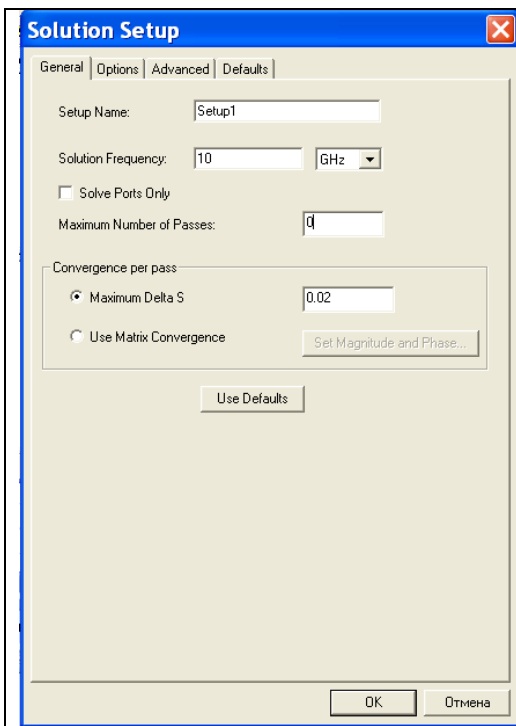 Solution Setup
General Options Advanced Defaults
Setup Name: Setup1
Solution Frequency: 10 GHz
Solve Ports Only
Maximum Number of Passes: 0
Convergence per pass
Maximum Delta S 0.02
Use Matrix Convergence Set Magnitude and Phase...
Use Defaults
OK Отмена